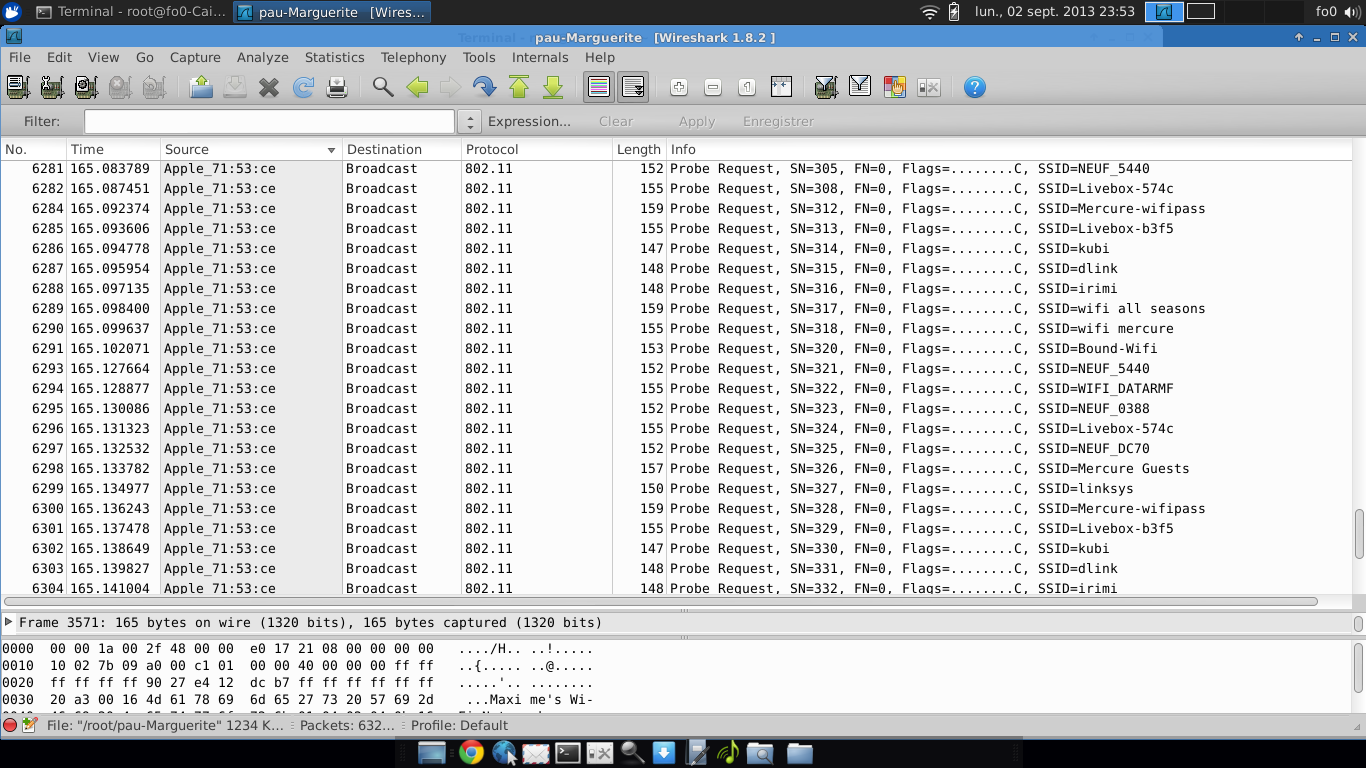 Terminal - root@fo0-Cai... pau-Marguerite [Wires... lun., 02 sept. 2013 23:53 fo0
pau-Marguerite [Wireshark 1.8.2 ]
File Edit View Go Capture Analyze Statistics Telephony Tools Internals Help
Filter: Expression... Clear Apply Enregistrer
No. Time Source Destination Protocol Length Info
6281 165.083789 Apple_71:53:ce Broadcast 802.11 152 Probe Request, SN=305, FN=0, Flags=........C, SSID=NEUF_5440
6282 165.087451 Apple_71:53:ce Broadcast 802.11 155 Probe Request, SN=308, FN=0, Flags=........C, SSID=Livebox-574c
6284 165.092374 Apple_71:53:ce Broadcast 802.11 159 Probe Request, SN=312, FN=0, Flags=........C, SSID=Mercure-wifipass
6285 165.093606 Apple_71:53:ce Broadcast 802.11 155 Probe Request, SN=313, FN=0, Flags=........C, SSID=Livebox-b3f5
6286 165.094778 Apple_71:53:ce Broadcast 802.11 147 Probe Request, SN=314, FN=0, Flags=........C, SSID=kubi
6287 165.095954 Apple_71:53:ce Broadcast 802.11 148 Probe Request, SN=315, FN=0, Flags=........C, SSID=dlink
6288 165.097135 Apple_71:53:ce Broadcast 802.11 148 Probe Request, SN=316, FN=0, Flags=........C, SSID=irimi
6289 165.098400 Apple_71:53:ce Broadcast 802.11 159 Probe Request, SN=317, FN=0, Flags=........C, SSID=wifi all seasons
6290 165.099637 Apple_71:53:ce Broadcast 802.11 155 Probe Request, SN=318, FN=0, Flags=........C, SSID=wifi mercure
6291 165.102071 Apple_71:53:ce Broadcast 802.11 153 Probe Request, SN=320, FN=0, Flags=........C, SSID=Bound-Wifi
6293 165.127664 Apple_71:53:ce Broadcast 802.11 152 Probe Request, SN=321, FN=0, Flags=........C, SSID=NEUF_5440
6294 165.128877 Apple_71:53:ce Broadcast 802.11 155 Probe Request, SN=322, FN=0, Flags=........C, SSID=WIFI_DATARMF
6295 165.130086 Apple_71:53:ce Broadcast 802.11 152 Probe Request, SN=323, FN=0, Flags=........C, SSID=NEUF_0388
6296 165.131323 Apple_71:53:ce Broadcast 802.11 155 Probe Request, SN=324, FN=0, Flags=........C, SSID=Livebox-574c
6297 165.132532 Apple_71:53:ce Broadcast 802.11 152 Probe Request, SN=325, FN=0, Flags=........C, SSID=NEUF_DC70
6298 165.133782 Apple_71:53:ce Broadcast 802.11 157 Probe Request, SN=326, FN=0, Flags=........C, SSID=Mercure Guests
6299 165.134977 Apple_71:53:ce Broadcast 802.11 150 Probe Request, SN=327, FN=0, Flags=........C, SSID=linksys
6300 165.136243 Apple_71:53:ce Broadcast 802.11 159 Probe Request, SN=328, FN=0, Flags=........C, SSID=Mercure-wifipass
6301 165.137478 Apple_71:53:ce Broadcast 802.11 155 Probe Request, SN=329, FN=0, Flags=........C, SSID=Livebox-b3f5
6302 165.138649 Apple_71:53:ce Broadcast 802.11 147 Probe Request, SN=330, FN=0, Flags=........C, SSID=kubi
6303 165.139827 Apple_71:53:ce Broadcast 802.11 148 Probe Request, SN=331, FN=0, Flags=........C, SSID=dlink
6304 165.141004 Apple_71:53:ce Broadcast 802.11 148 Probe Request, SN=332, FN=0, Flags=........C, SSID=irimi
Frame 3571: 165 bytes on wire (1320 bits), 165 bytes captured (1320 bits)
0000 00 00 1a 00 2f 48 00 00 e0 17 21 08 00 00 00 00 ..../H.. ..!.....
0010 10 02 7b 09 a0 00 c1 01 00 00 40 00 00 00 ff ff ..{..... ..@.....
0020 ff ff ff ff 90 27 e4 12 dc b7 ff ff ff ff ff ff .....'.. ........
0030 20 a3 00 16 4d 61 78 69 6d 65 27 73 20 57 69 2d ...Maxi me's Wi-
File: "/root/pau-Marguerite" 1234 K... Packets: 632... Profile: Default